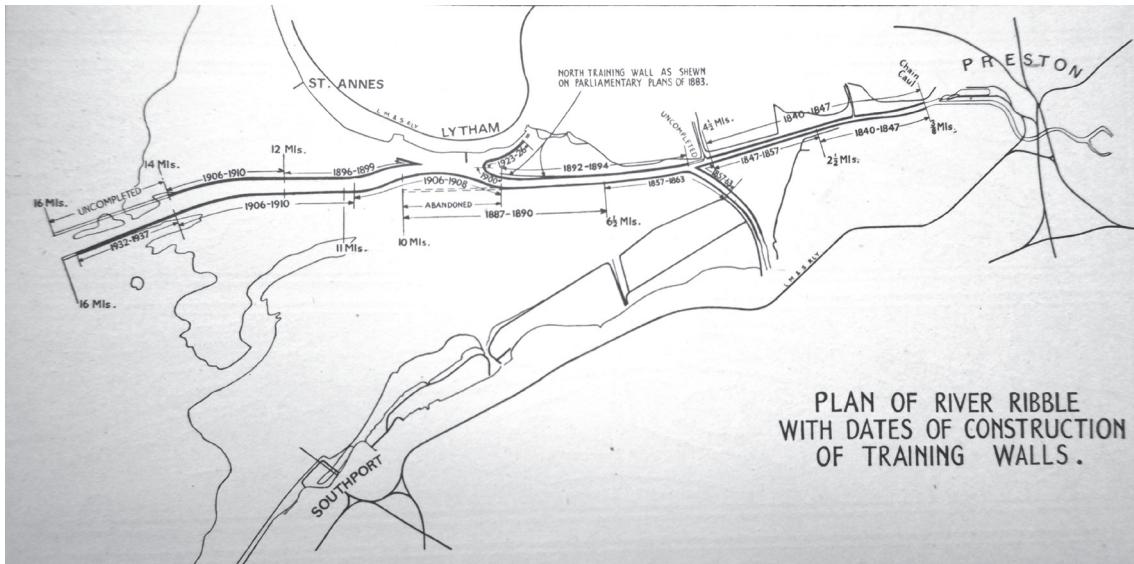 PRESTON
Chain
Caul
ST. ANNES
NORTH TRAINING WALL AS SHEWN
ON PARLIAMENTARY PLANS OF 1883.
L M & S RLY
LYTHAM
UNCOMPLETED
4½ Mls.
1840-1847
1840-1847
⅜ Mls.
1847-1857
2½ Mls.
1923-26
1900
1892-1894
1857-1863
12 Mls.
14 Mls.
1906-1910
1896-1899
1906-1908
UNCOMPLETED
16 Mls.
1906-1910
ABANDONED
1887-1890
6½ Mls.
1932-1937
11 Mls.
10 Mls.
16 Mls.
L M & S RLY
SOUTHPORT
PLAN OF RIVER RIBBLE
WITH DATES OF CONSTRUCTION
OF TRAINING WALLS.